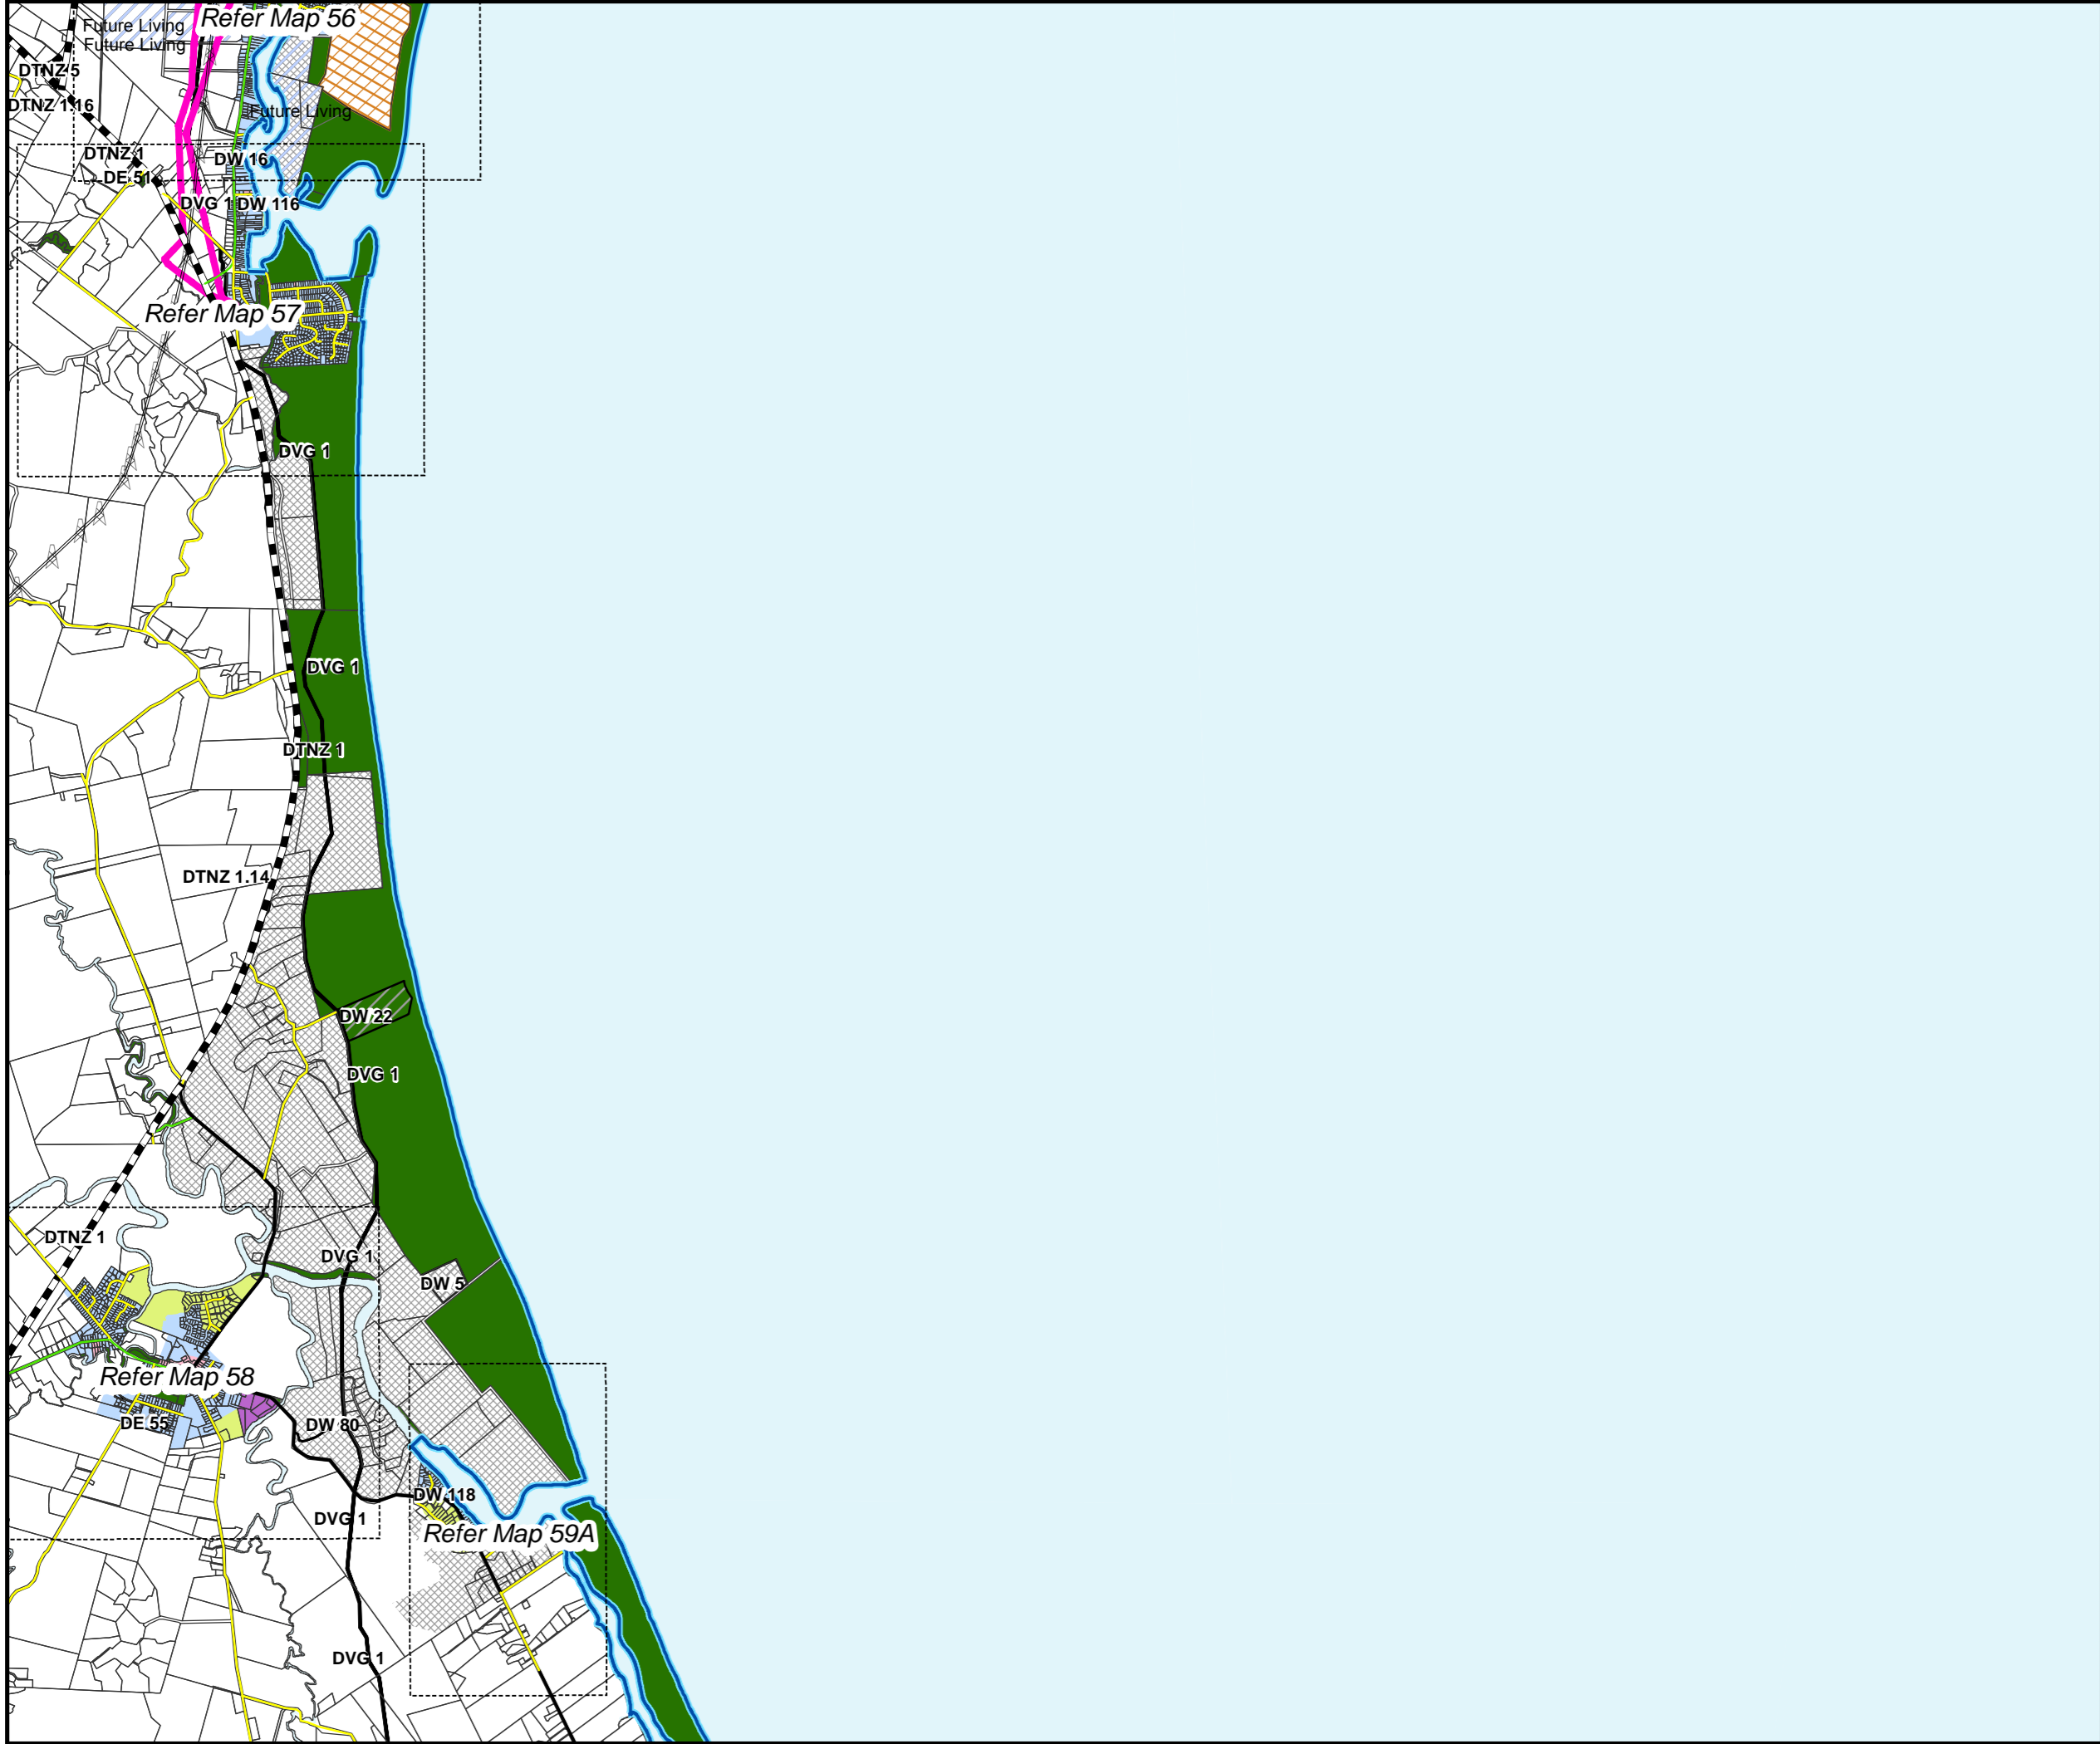 Refer Map 56
Future Living
Future Living
DTNZ 5
DTNZ 1.16
Future Living
DTNZ 1
DW 16
DE 51
DVG 1
DW 116
Refer Map 57
DVG 1
DVG 1
DTNZ 1
DTNZ 1.14
DW 22
DVG 1
DTNZ 1
DVG 1
DW 5
Refer Map 58
DE 55
DW 80
DW 118
DVG 1
Refer Map 59A
DVG 1